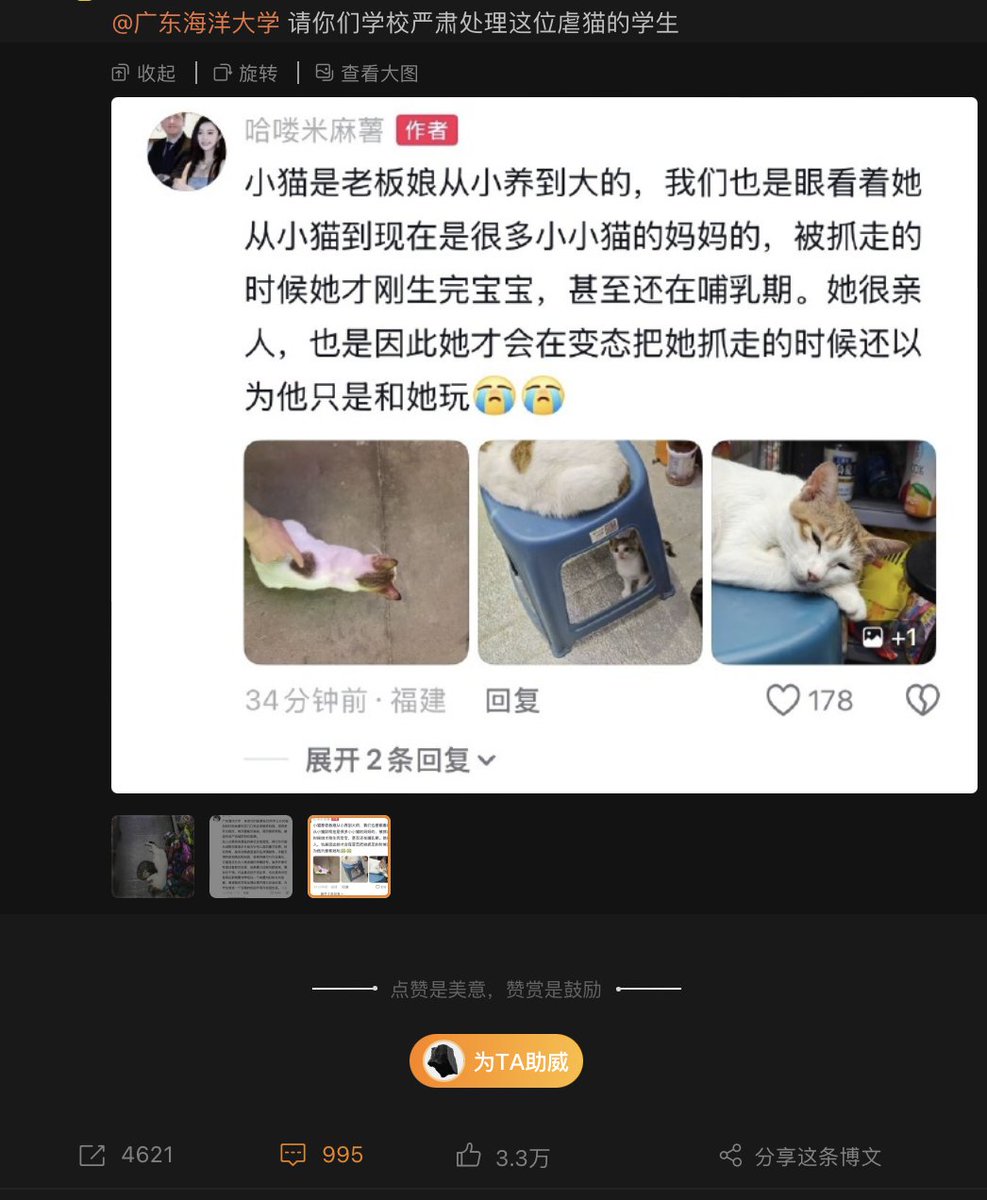 @广东海洋大学 请你们学校严肃处理这位虐猫的学生
收起 旋转 查看大图
哈喽米麻薯 作者
小猫是老板娘从小养到大的，我们也是眼看着她
从小猫到现在是很多小小猫的妈妈的，被抓走的
时候她才刚生完宝宝，甚至还在哺乳期。她很亲
人，也是因此她才会在变态把她抓走的时候还以
为他只是和她玩😭😭
+1
34分钟前·福建 回复 178
展开2条回复
点赞是美意，赞赏是鼓励
为TA助威
4621 995 3.3万 分享这条博文